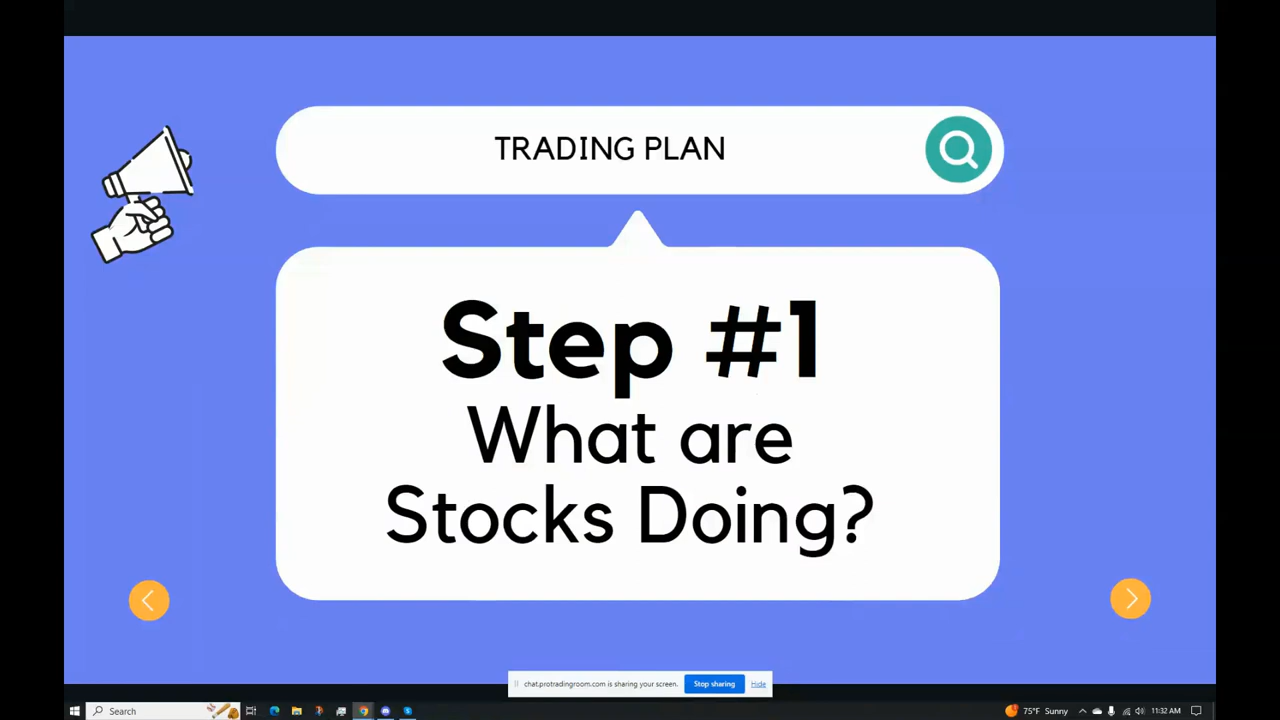 TRADING PLAN
Step #1
What are
Stocks Doing?
chat.protradingroom.com is sharing your screen.
Stop sharing
Hide
Search
75°F Sunny
11:32 AM